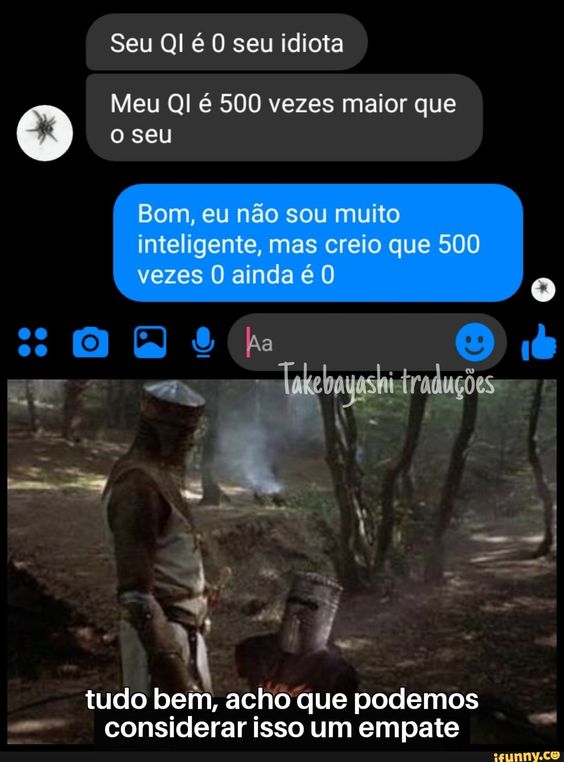 Seu QI é 0 seu idiota
Meu QI é 500 vezes maior que
o seu
Bom, eu não sou muito
inteligente, mas creio que 500
vezes 0 ainda é 0
Aa
Takebayashi traduções
tudo bem, acho que podemos
considerar isso um empate
ifunny.co